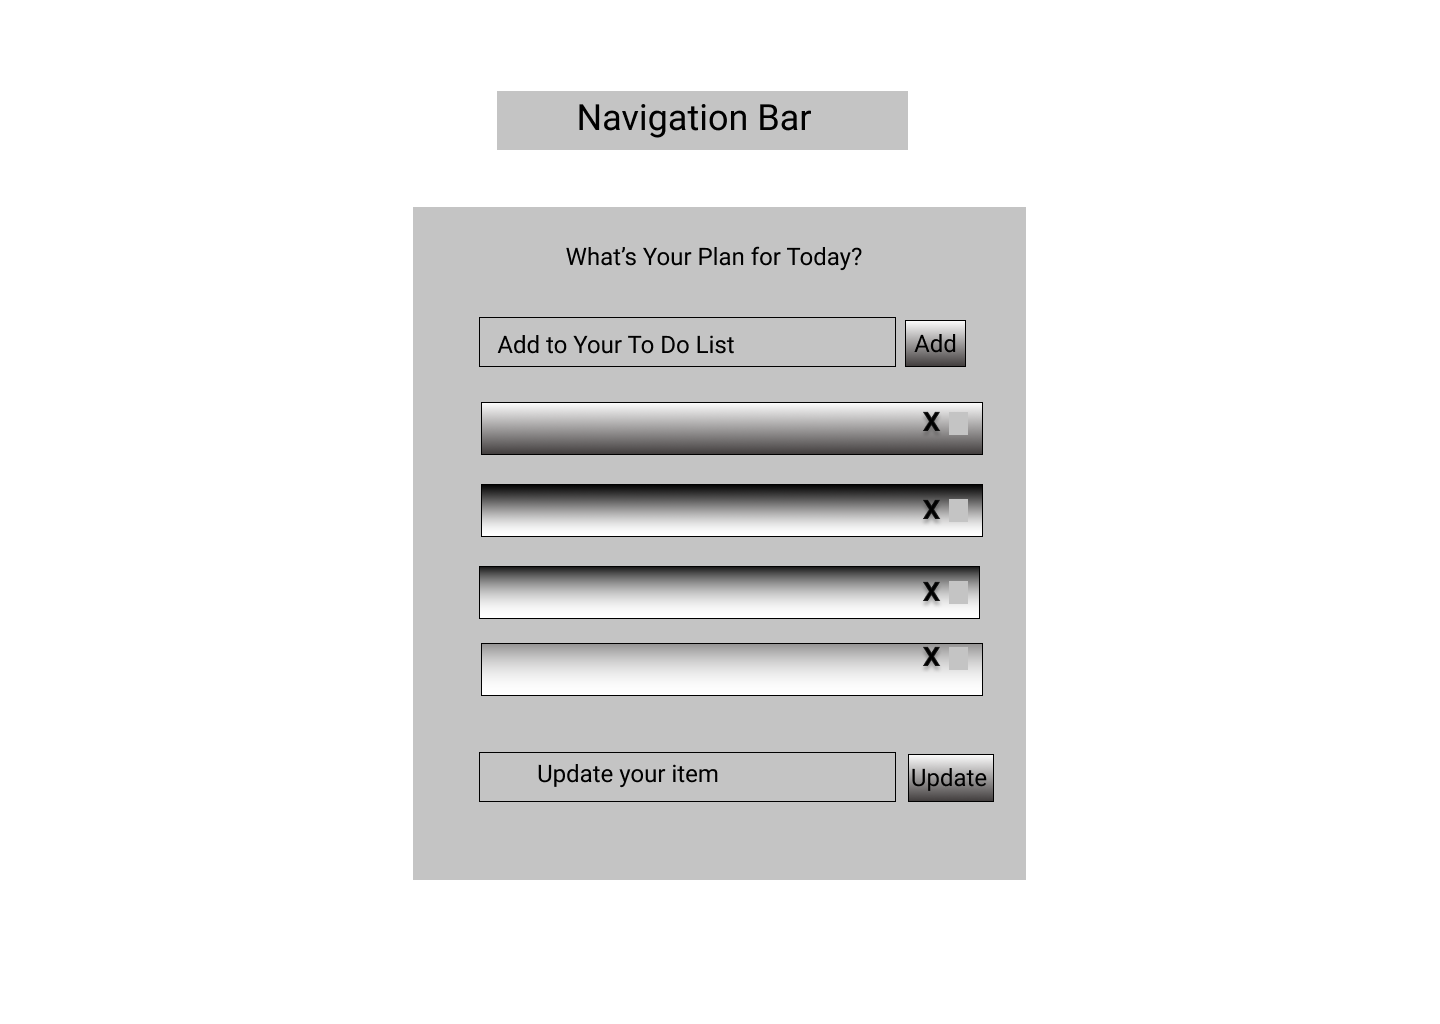 Navigation Bar
What’s Your Plan for Today?
Add to Your To Do List
Add
X
X
X
X
Update your item
Update